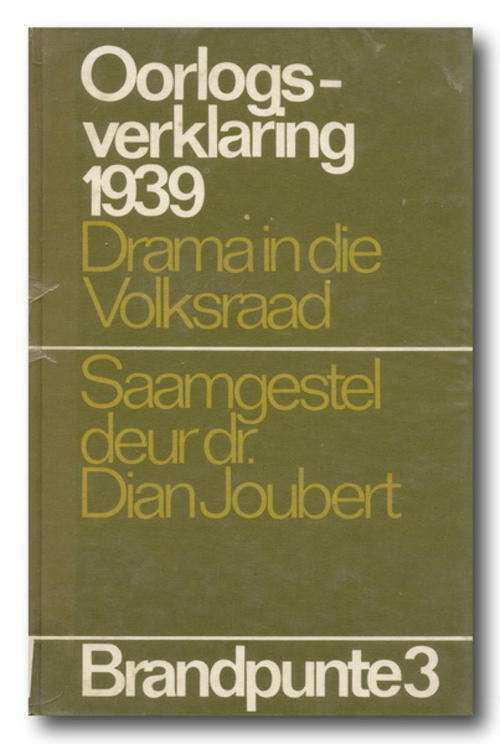 Oorlogs-
verklaring
1939
Drama in die
Volksraad
Saamgestel
deur dr.
Dian Joubert
Brandpunte 3